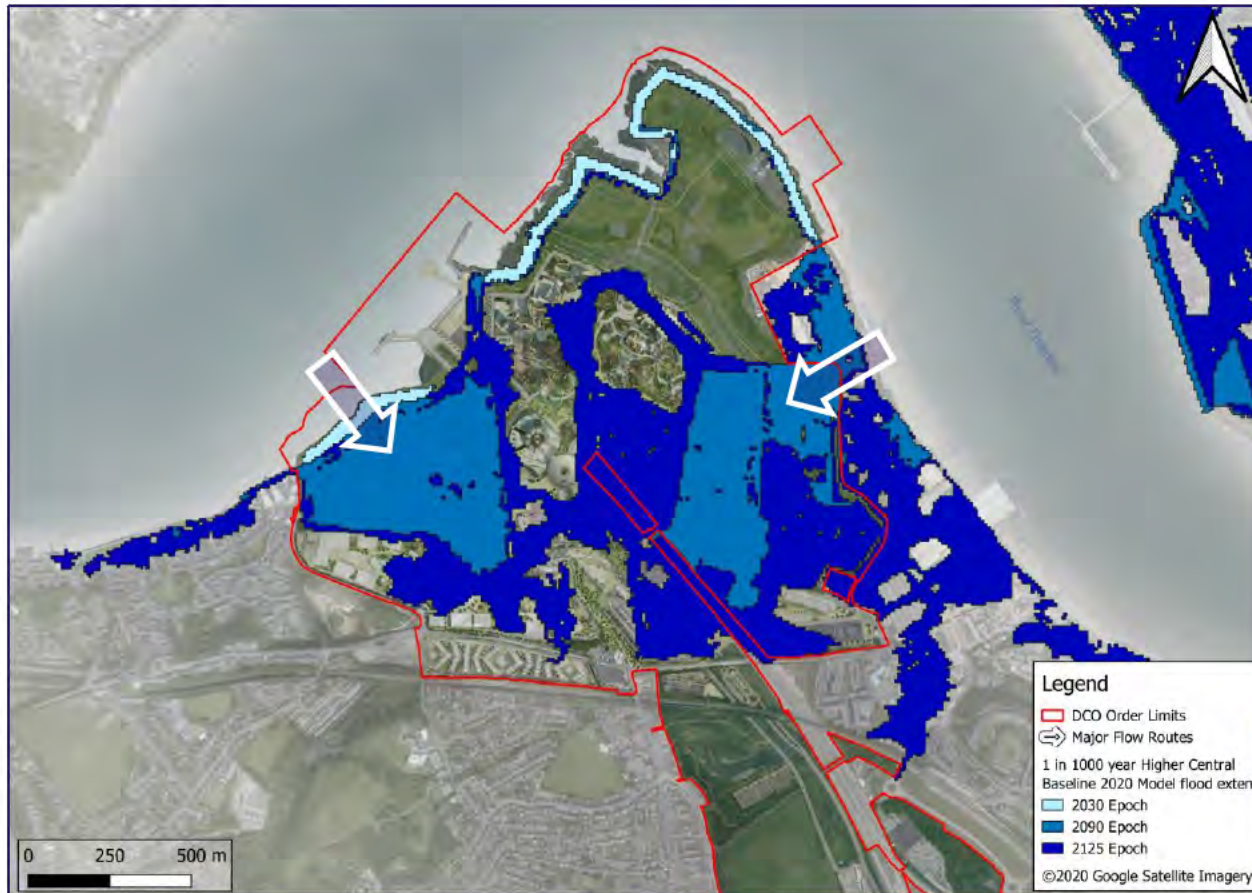 Legend
DCO Order Limits
Major Flow Routes
1 in 1000 year Higher Central
Baseline 2020 Model flood exten
2030 Epoch
2090 Epoch
2125 Epoch
©2020 Google Satellite Imagery
0 250 500 m